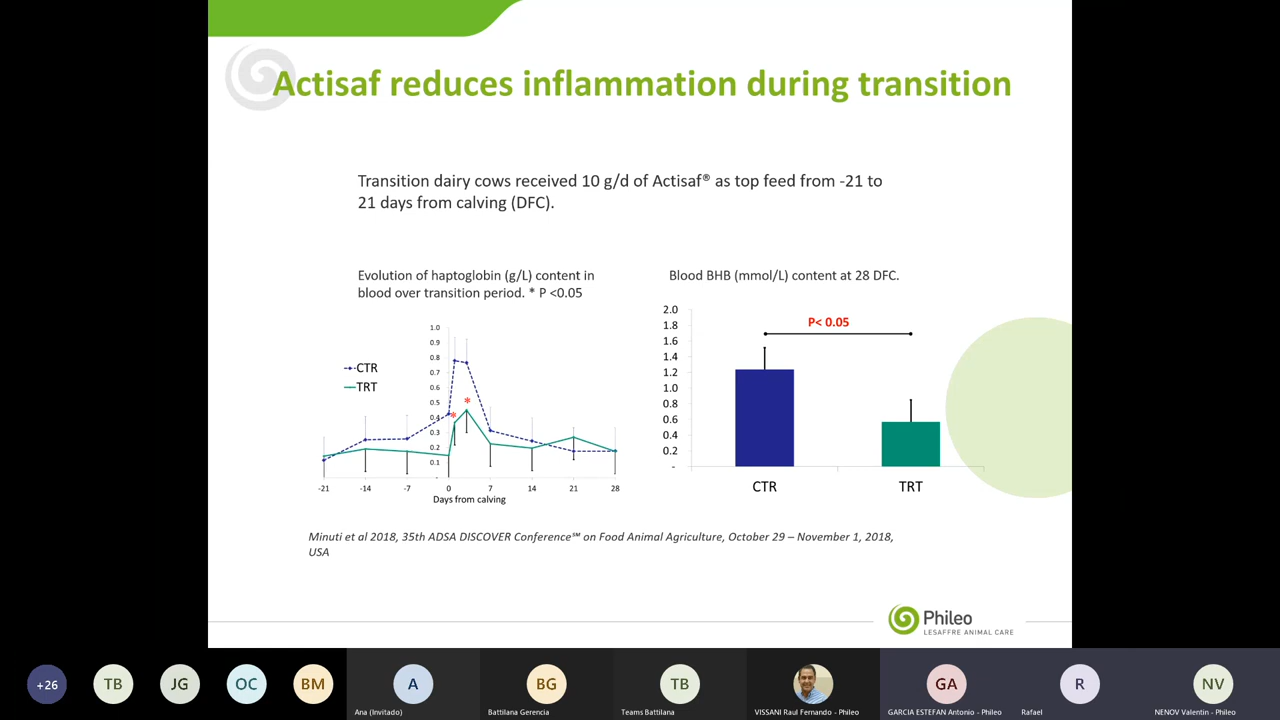 Actisaf reduces inflammation during transition
Transition dairy cows received 10 g/d of Actisaf® as top feed from -21 to
21 days from calving (DFC).
Evolution of haptoglobin (g/L) content in
blood over transition period. * P <0.05
Blood BHB (mmol/L) content at 28 DFC.
1.0
0.9
0.8
0.7
0.6
0.5
0.4
0.3
0.2
0.1
-
CTR
TRT
*
*
-21 -14 -7 0 7 14 21 28
Days from calving
2.0
1.8
1.6
1.4
1.2
1.0
0.8
0.6
0.4
0.2
-
P< 0.05
CTR TRT
Minuti et al 2018, 35th ADSA DISCOVER Conference℠ on Food Animal Agriculture, October 29 – November 1, 2018,
USA
Phileo
LESAFFRE ANIMAL CARE
+26 TB JG OC BM A BG TB GA R NV
Ana (Invitado) Battilana Gerencia Teams Battilana VISSANI Raul Fernando - Phileo GARCIA ESTEFAN Antonio - Phileo Rafael NENOV Valentin - Phileo